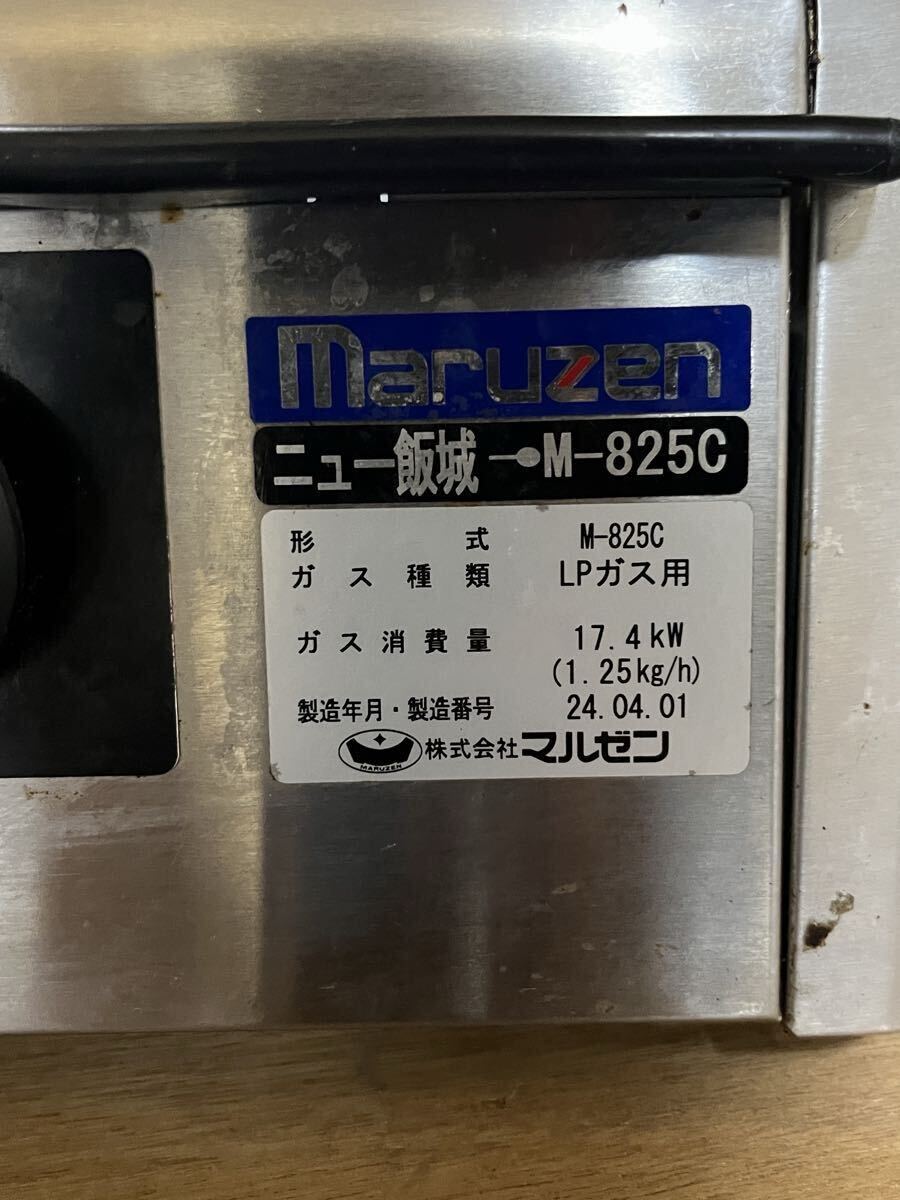 maruzen
ニュー飯城 M-825C
形式 M-825C
ガス種類 LPガス用
ガス消費量 17.4kW
(1.25kg/h)
製造年月・製造番号 24.04.01
MARUZEN 株式会社マルゼン